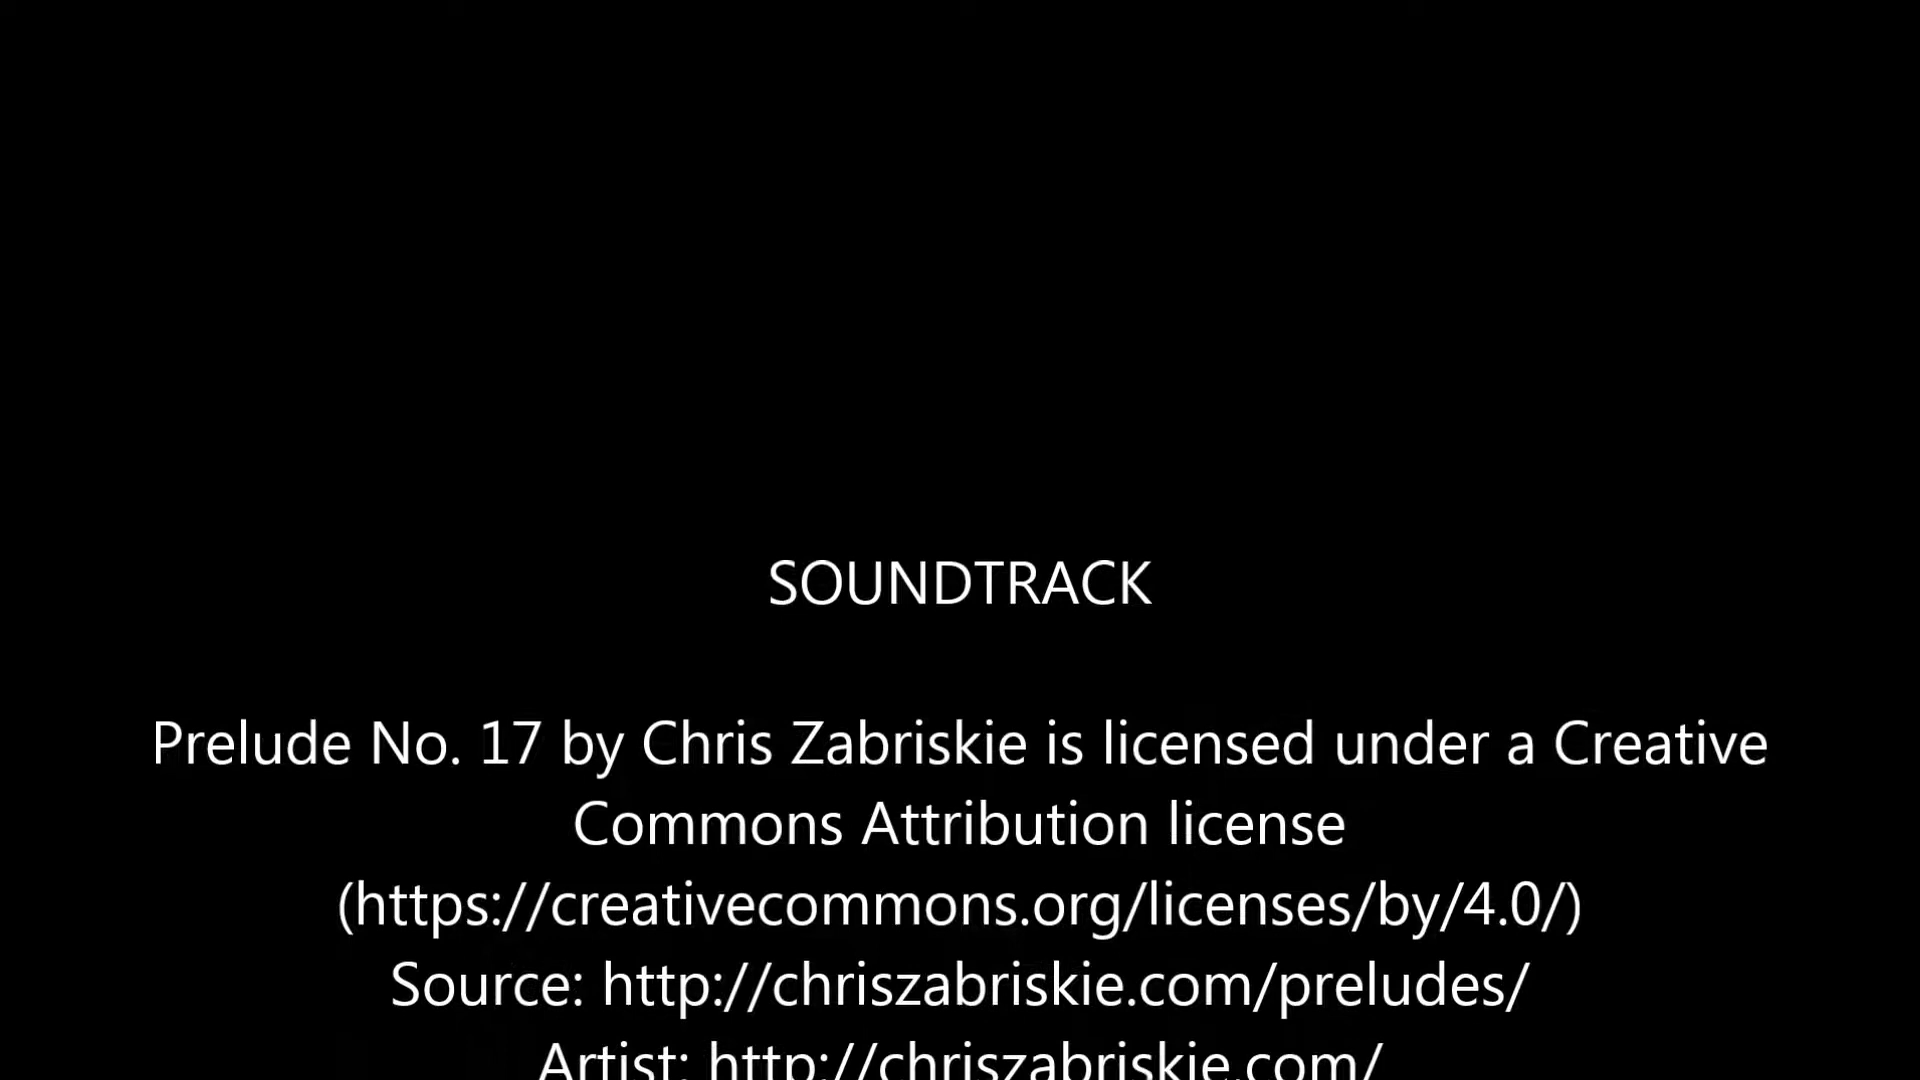 SOUNDTRACK
Prelude No. 17 by Chris Zabriskie is licensed under a Creative
Commons Attribution license
(https://creativecommons.org/licenses/by/4.0/)
Source: http://chriszabriskie.com/preludes/
Artist: http://chriszabriskie.com/